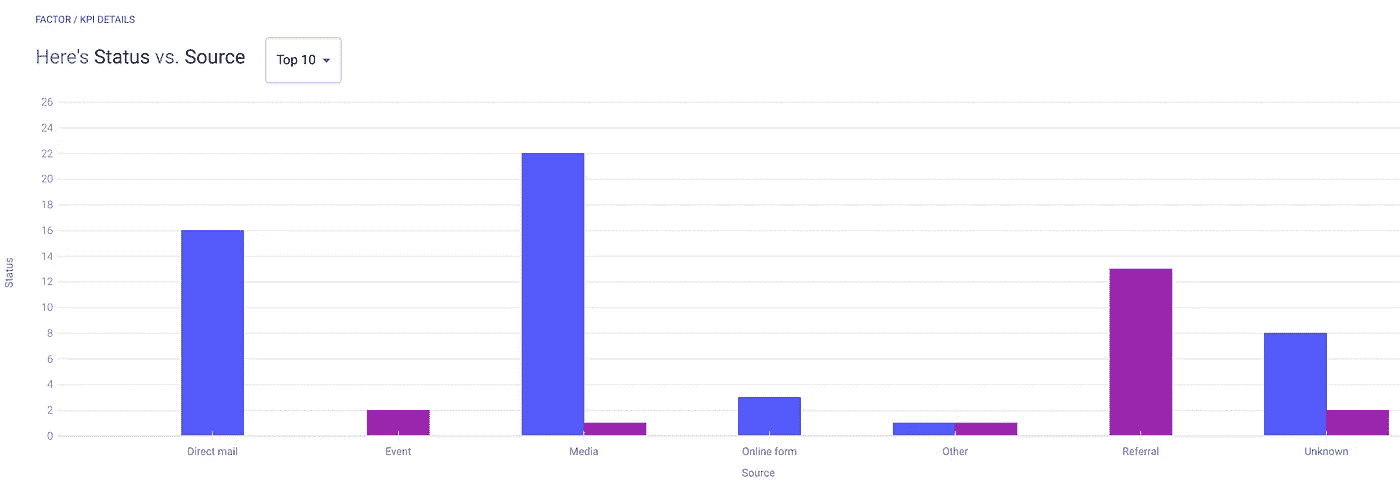 FACTOR / KPI DETAILS
Here's Status vs. Source Top 10
26
24
22
20
18
16
14
12
10
8
6
4
2
0
Status
Direct mail Event Media Online form Other Referral Unknown
Source